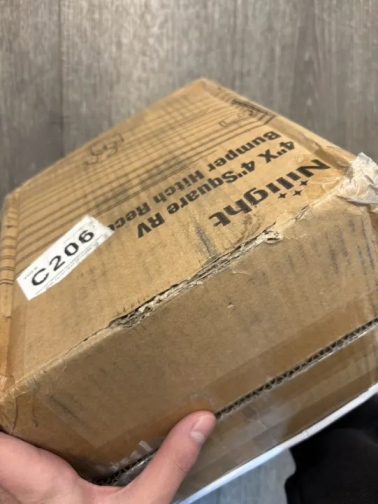 Nilight
4"X 4"Square RV
Bumper Hitch Rece
C206